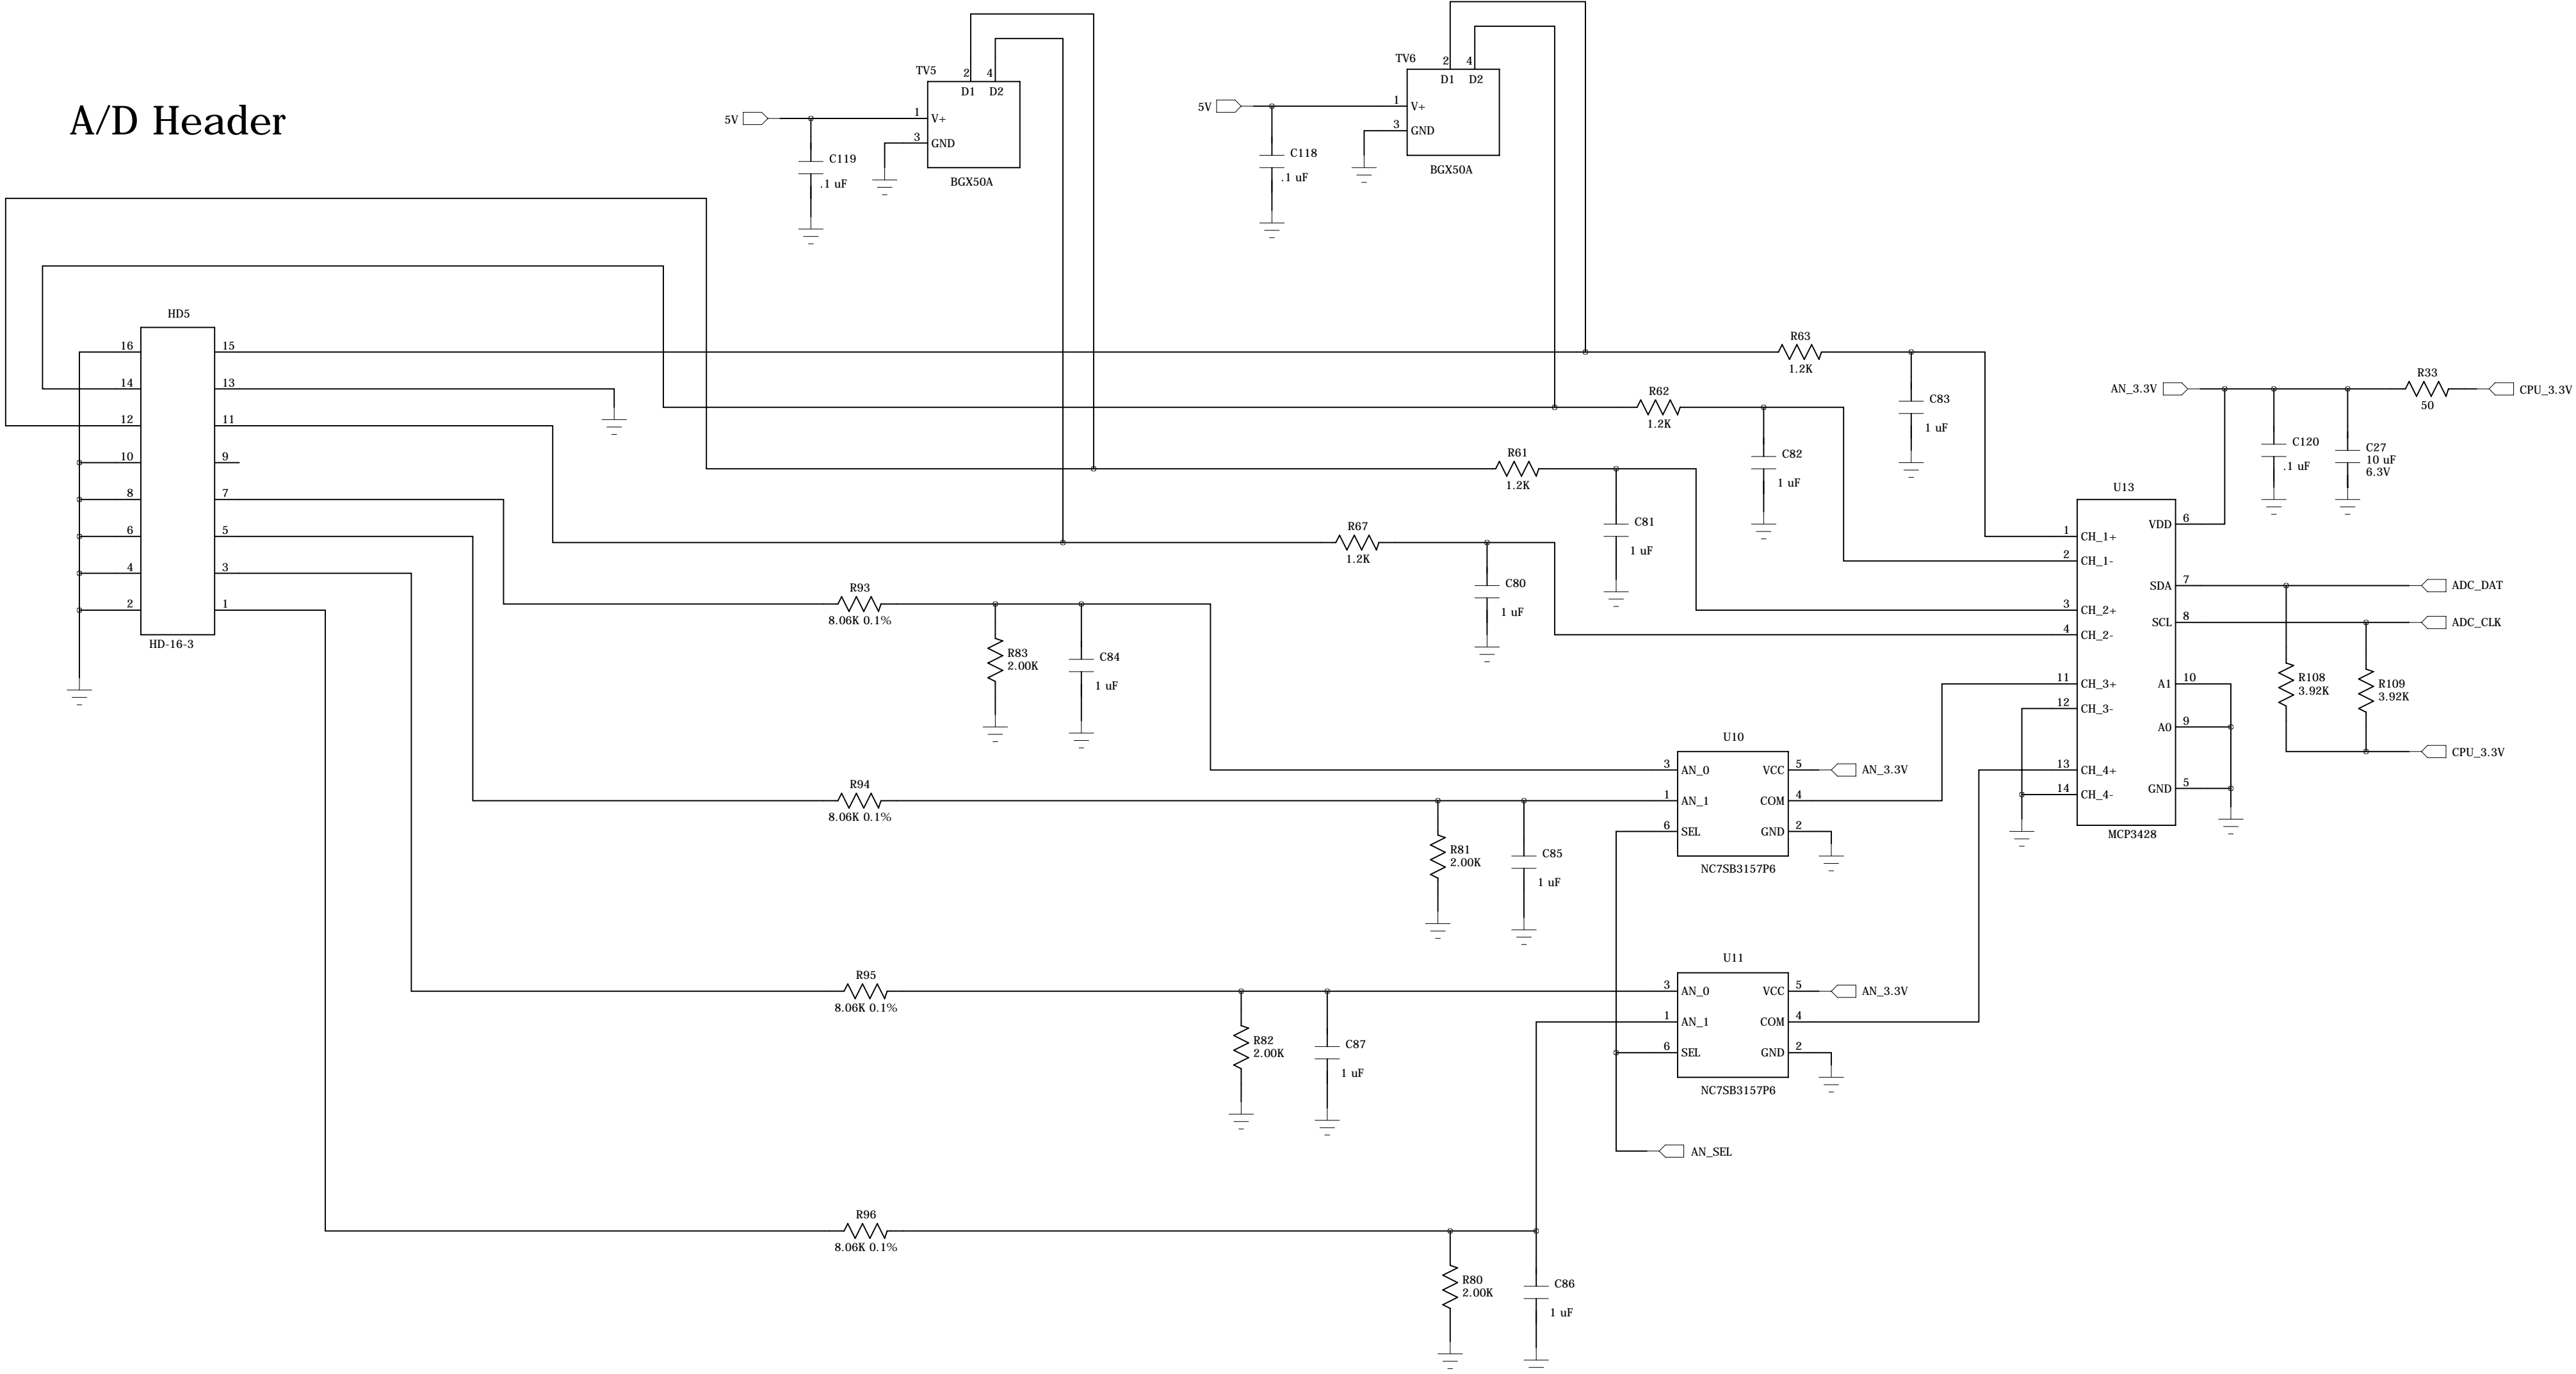 A/D Header
TV5
2
4
D1 D2
5V
1
V+
3
GND
C119
.1 uF
BGX50A
TV6
2
4
D1 D2
5V
1
V+
3
GND
C118
.1 uF
BGX50A
HD5
16
15
14
13
12
11
10
9
8
7
6
5
4
3
2
1
HD-16-3
R63
1.2K
C83
1 uF
R62
1.2K
C82
1 uF
R61
1.2K
C81
1 uF
R67
1.2K
C80
1 uF
AN_3.3V
R33
50
CPU_3.3V
C120
.1 uF
C27
10 uF
6.3V
U13
VDD
6
1
CH_1+
2
CH_1-
SDA
7
ADC_DAT
3
CH_2+
SCL
8
ADC_CLK
4
CH_2-
11
CH_3+
A1
10
12
CH_3-
A0
9
13
CH_4+
14
CH_4-
GND
5
MCP3428
R108
3.92K
R109
3.92K
CPU_3.3V
R93
8.06K 0.1%
R83
2.00K
C84
1 uF
R94
8.06K 0.1%
R81
2.00K
C85
1 uF
U10
3
AN_0
VCC
5
AN_3.3V
1
AN_1
COM
4
6
SEL
GND
2
NC7SB3157P6
R95
8.06K 0.1%
R82
2.00K
C87
1 uF
U11
3
AN_0
VCC
5
AN_3.3V
1
AN_1
COM
4
6
SEL
GND
2
NC7SB3157P6
AN_SEL
R96
8.06K 0.1%
R80
2.00K
C86
1 uF